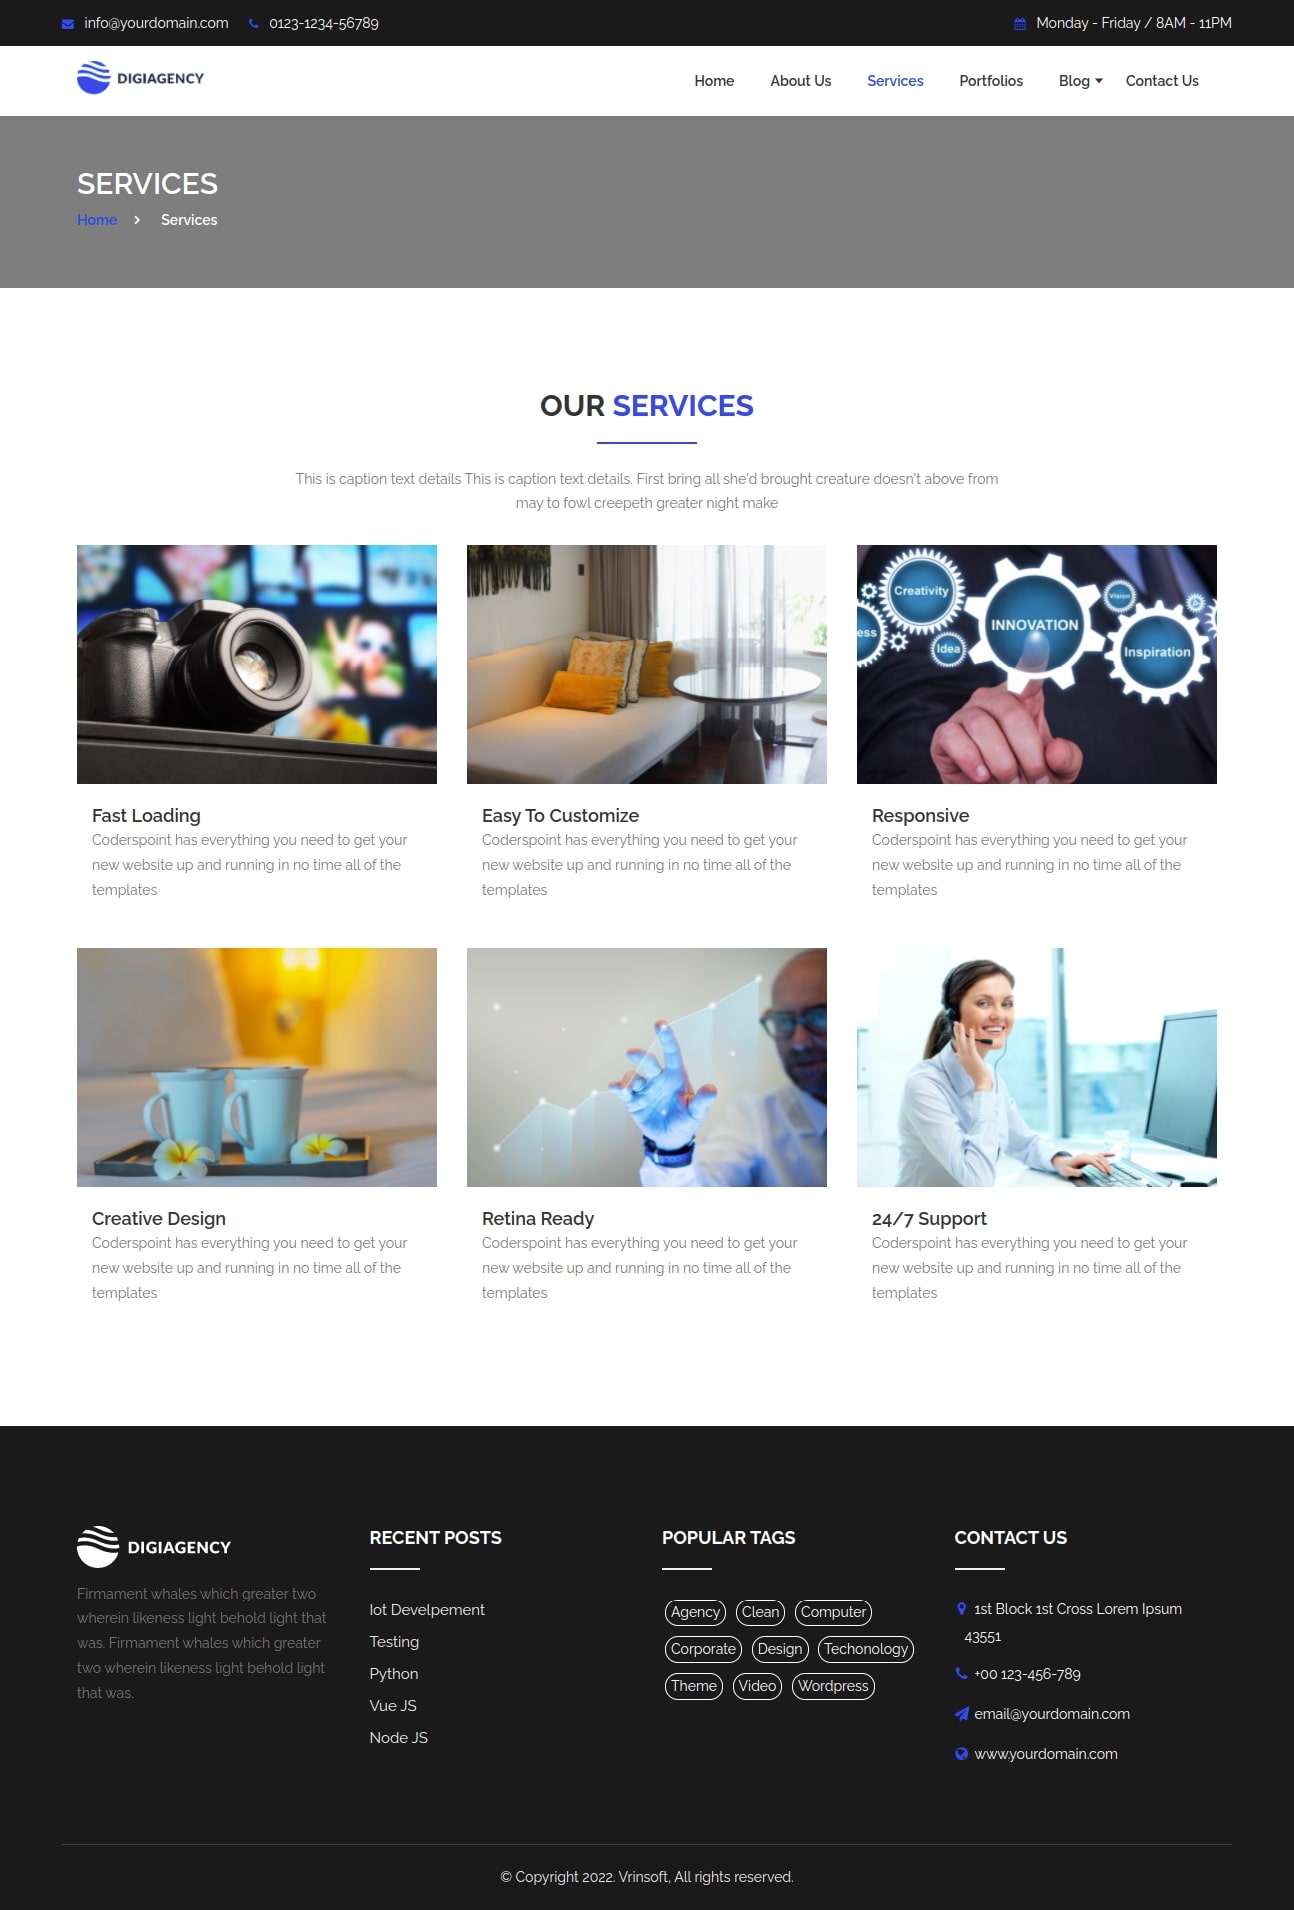 info@yourdomain.com 0123-1234-56789 Monday - Friday / 8AM - 11PM
DIGIAGENCY Home About Us Services Portfolios Blog Contact Us
SERVICES
Home Services
OUR SERVICES
This is caption text details This is caption text details. First bring all she'd brought creature doesn't above from
may to fowl creepeth greater night make
Creativity
Vision
ess
INNOVATION
Idea
Inspiration
Fast Loading
Coderspoint has everything you need to get your
new website up and running in no time all of the
templates
Easy To Customize
Coderspoint has everything you need to get your
new website up and running in no time all of the
templates
Responsive
Coderspoint has everything you need to get your
new website up and running in no time all of the
templates
Creative Design
Coderspoint has everything you need to get your
new website up and running in no time all of the
templates
Retina Ready
Coderspoint has everything you need to get your
new website up and running in no time all of the
templates
24/7 Support
Coderspoint has everything you need to get your
new website up and running in no time all of the
templates
DIGIAGENCY
Firmament whales which greater two
wherein likeness light behold light that
was. Firmament whales which greater
two wherein likeness light behold light
that was.
RECENT POSTS
Iot Develpement
Testing
Python
Vue JS
Node JS
POPULAR TAGS
Agency Clean Computer
Corporate Design Techonology
Theme Video Wordpress
CONTACT US
1st Block 1st Cross Lorem Ipsum
43551
+00 123-456-789
email@yourdomain.com
www.yourdomain.com
© Copyright 2022. Vrinsoft, All rights reserved.